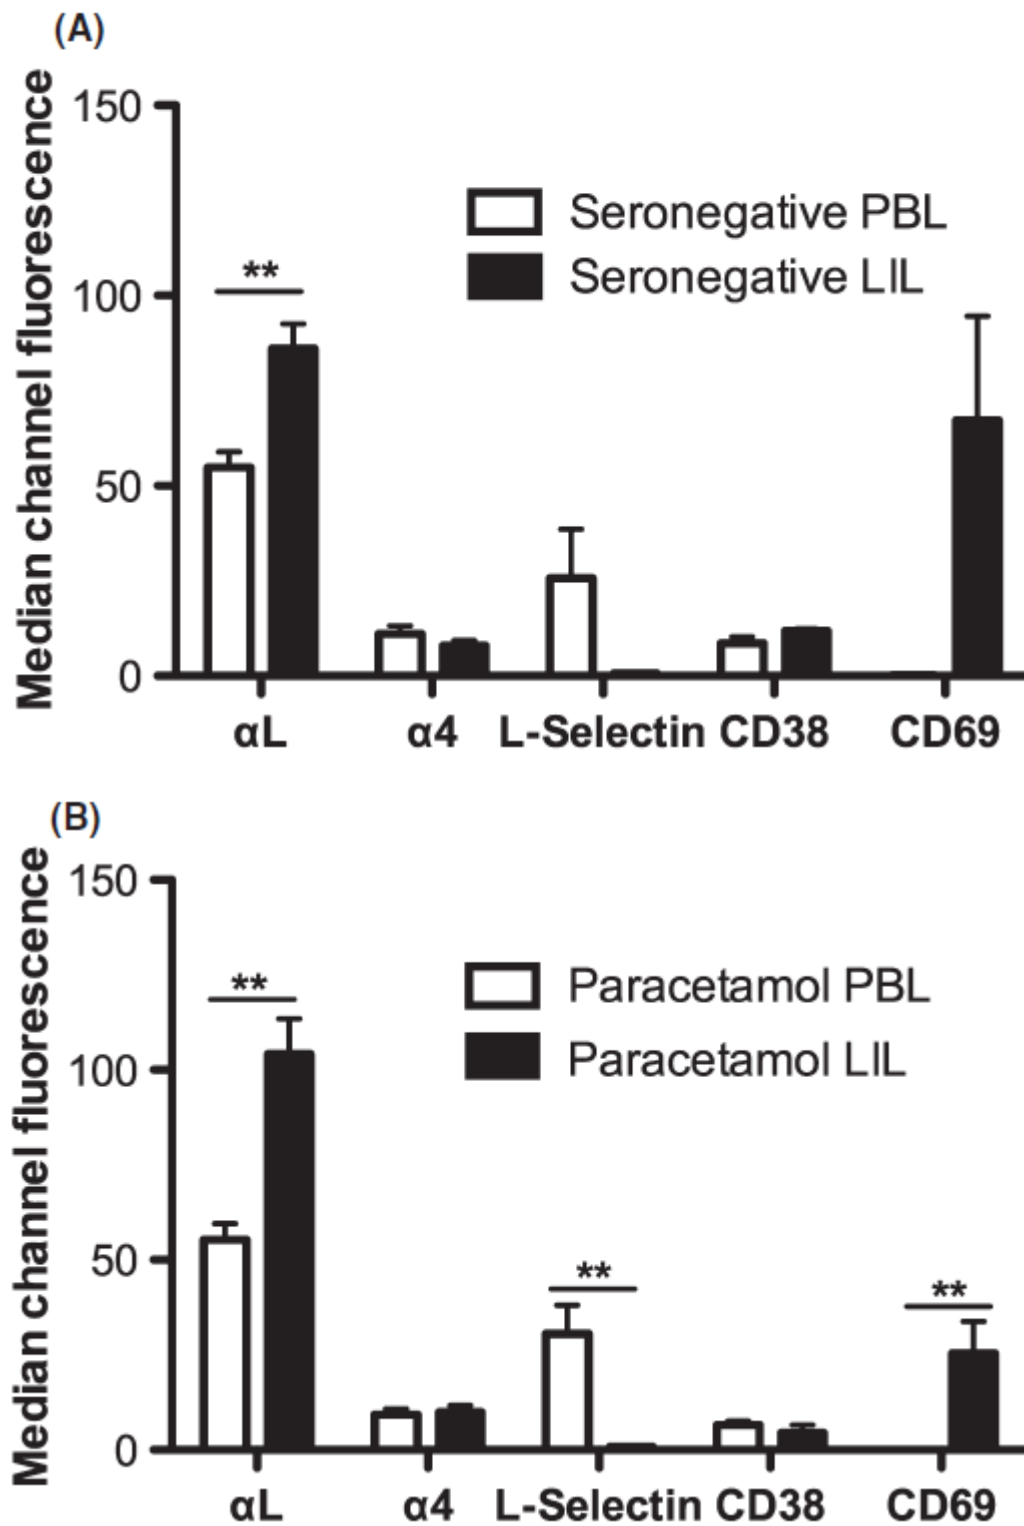 (A)
Median channel fluorescence
150
100
50
0
**
Seronegative PBL
Seronegative LIL
αL α4 L-Selectin CD38 CD69
(B)
Median channel fluorescence
150
100
50
0
**
**
**
Paracetamol PBL
Paracetamol LIL
αL α4 L-Selectin CD38 CD69